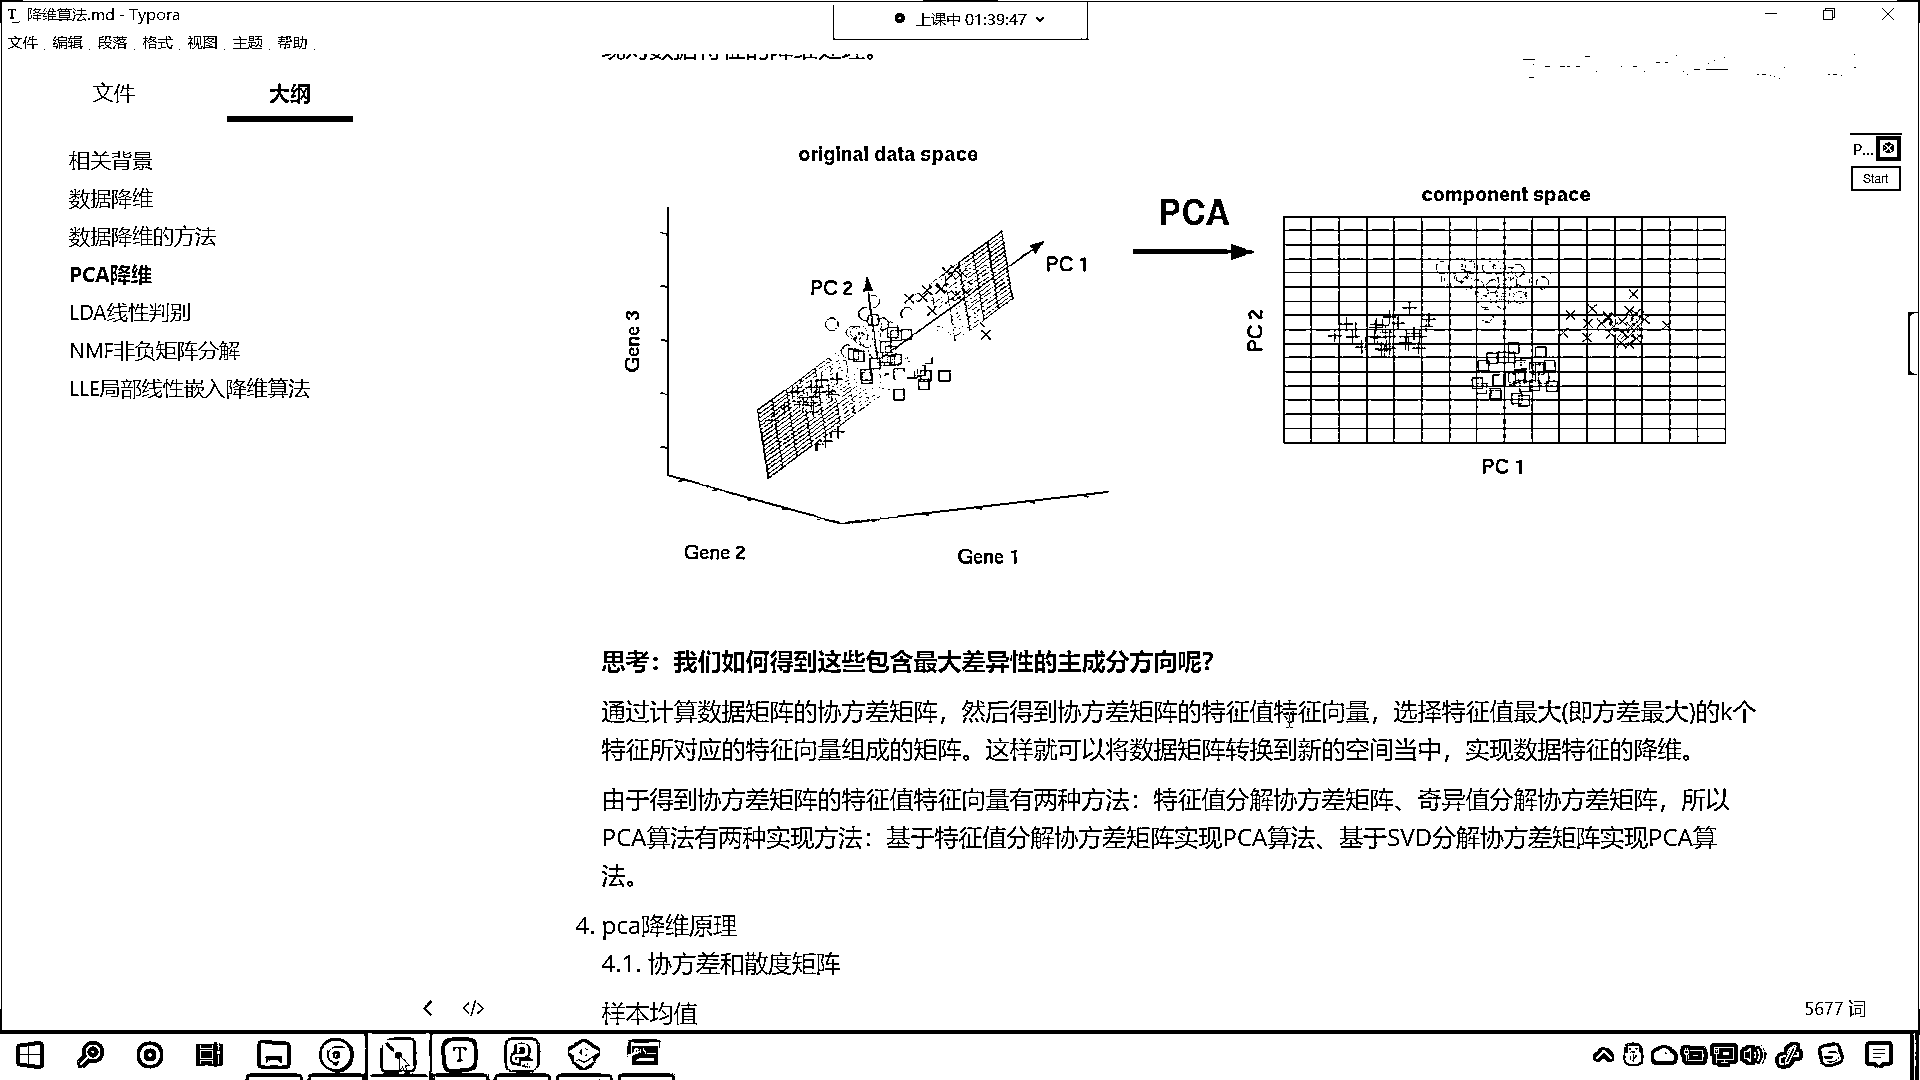 降维算法.md - Typora
上课中 01:39:47
文件 编辑 段落 格式 视图 主题 帮助
文件 大纲
相关背景
数据降维
数据降维的方法
PCA降维
LDA线性判别
NMF非负矩阵分解
LLE局部线性嵌入降维算法
original data space
PCA
component space
PC 1
PC 2
Gene 3
Gene 2
Gene 1
PC 2
PC 1
P...
Start
思考：我们如何得到这些包含最大差异性的主成分方向呢？
通过计算数据矩阵的协方差矩阵，然后得到协方差矩阵的特征值特征向量，选择特征值最大(即方差最大)的k个
特征所对应的特征向量组成的矩阵。这样就可以将数据矩阵转换到新的空间当中，实现数据特征的降维。
由于得到协方差矩阵的特征值特征向量有两种方法：特征值分解协方差矩阵、奇异值分解协方差矩阵，所以
PCA算法有两种实现方法：基于特征值分解协方差矩阵实现PCA算法、基于SVD分解协方差矩阵实现PCA算
法。
4. pca降维原理
4.1. 协方差和散度矩阵
样本均值
5677 词